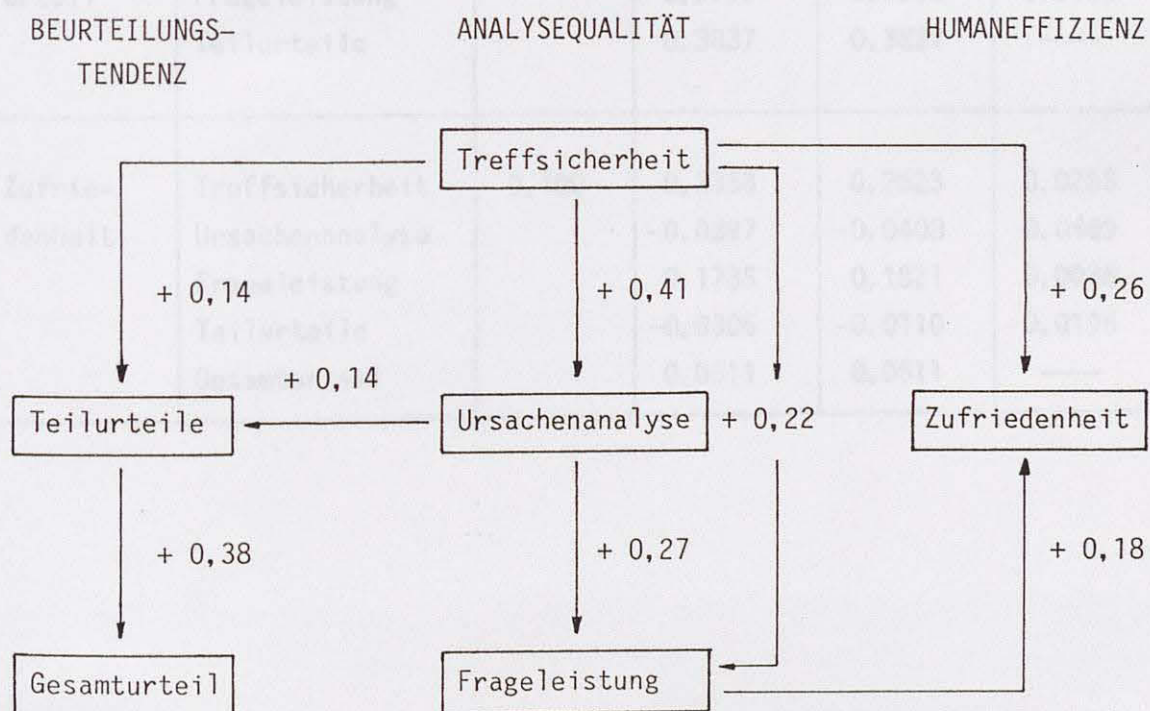 BEURTEILUNGS-
TENDENZ
ANALYSEQUALITÄT
HUMANEFFIZIENZ
Treffsicherheit
+ 0,14
+ 0,41
+ 0,26
+ 0,14
Teilurteile
Ursachenanalyse
+ 0,22
Zufriedenheit
+ 0,38
+ 0,27
+ 0,18
Gesamturteil
Frageleistung